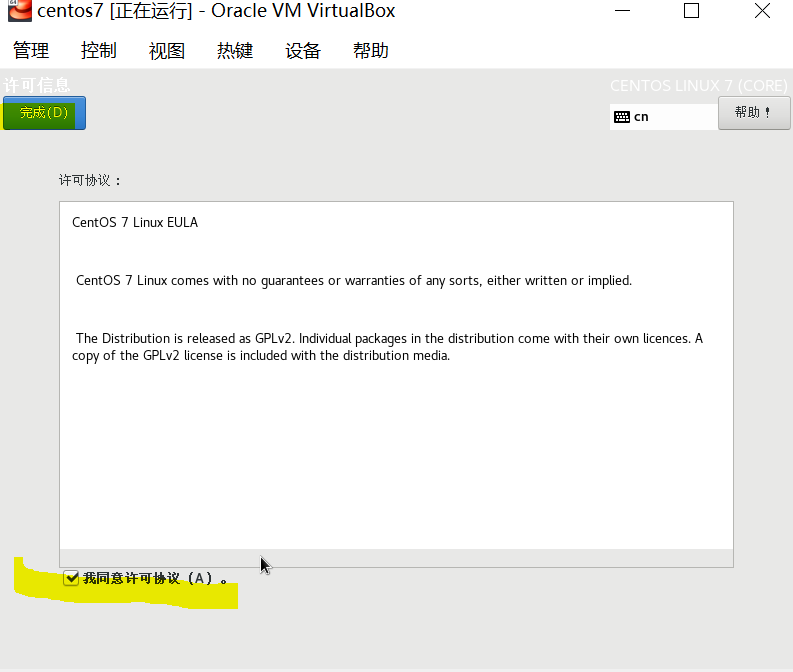 centos7 [正在运行] - Oracle VM VirtualBox
管理 控制 视图 热键 设备 帮助
许可信息 CENTOS LINUX 7 (CORE)
完成(D) cn 帮助！
许可协议：
CentOS 7 Linux EULA
CentOS 7 Linux comes with no guarantees or warranties of any sorts, either written or implied.
The Distribution is released as GPLv2. Individual packages in the distribution come with their own licences. A
copy of the GPLv2 license is included with the distribution media.
我同意许可协议（A）。